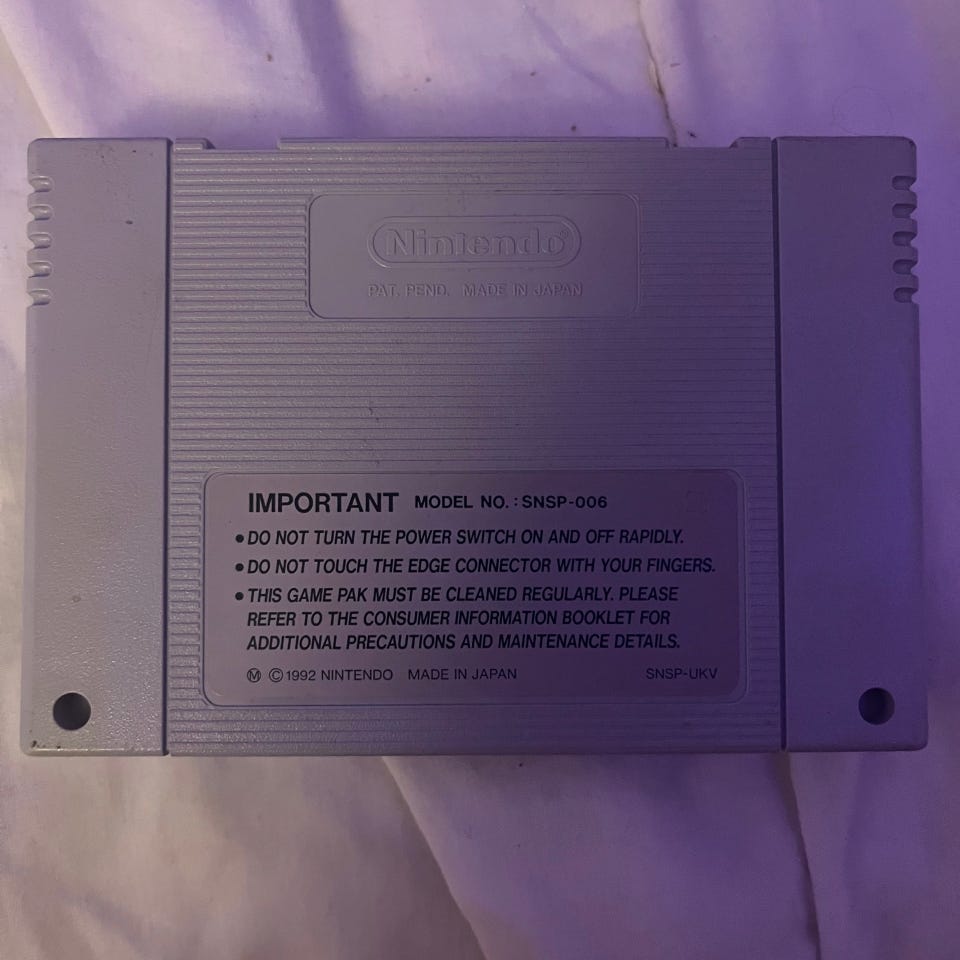 Nintendo®
PAT. PEND. MADE IN JAPAN
IMPORTANT MODEL NO.: SNSP-006
•DO NOT TURN THE POWER SWITCH ON AND OFF RAPIDLY.
•DO NOT TOUCH THE EDGE CONNECTOR WITH YOUR FINGERS.
•THIS GAME PAK MUST BE CLEANED REGULARLY. PLEASE
REFER TO THE CONSUMER INFORMATION BOOKLET FOR
ADDITIONAL PRECAUTIONS AND MAINTENANCE DETAILS.
Ⓜ ©1992 NINTENDO MADE IN JAPAN SNSP-UKV